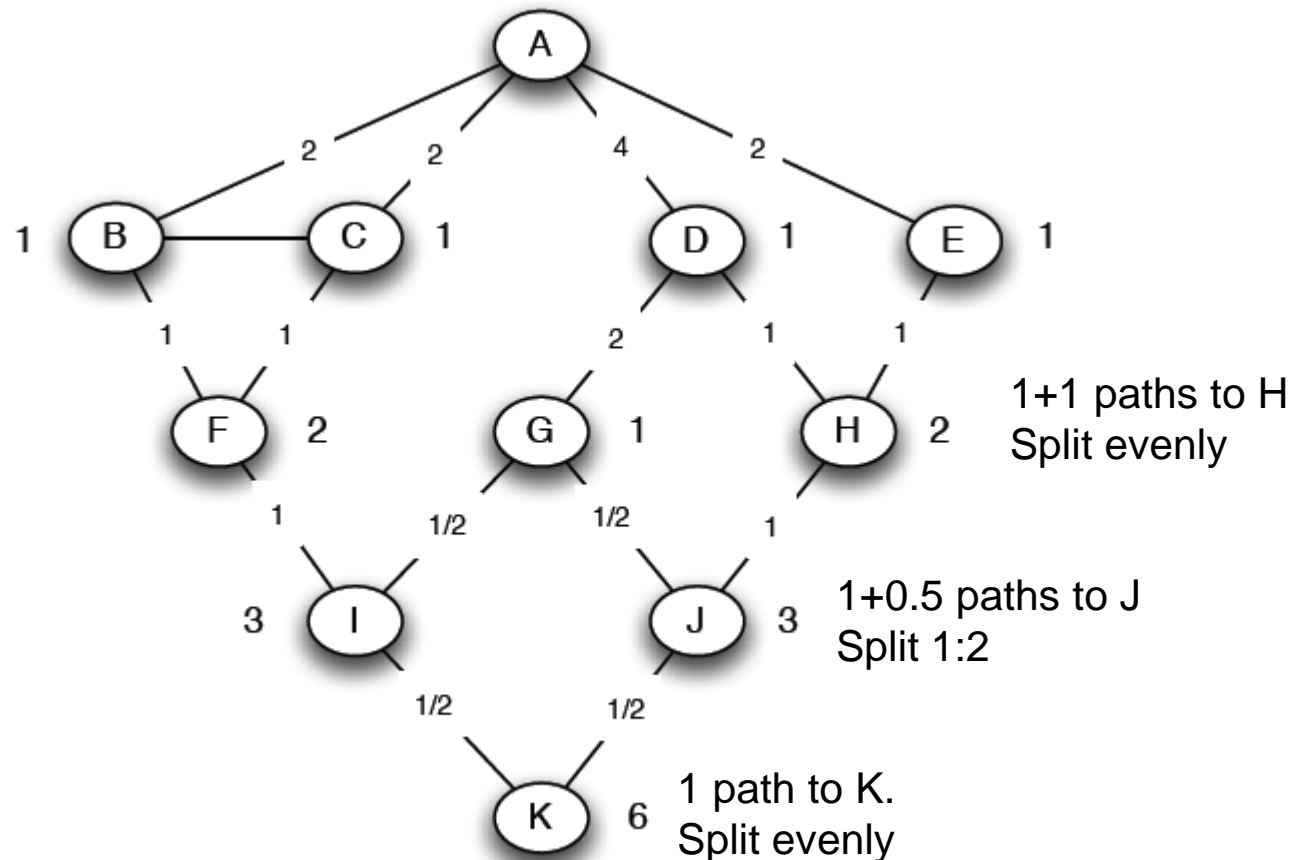 A
2 2 4 2
1 B C 1 D 1 E 1
1 1 2 1 1
1+1 paths to H
F 2 G 1 H 2
Split evenly
1 1/2 1/2 1
1+0.5 paths to J
3 I J 3
Split 1:2
1/2 1/2
1 path to K.
K 6
Split evenly